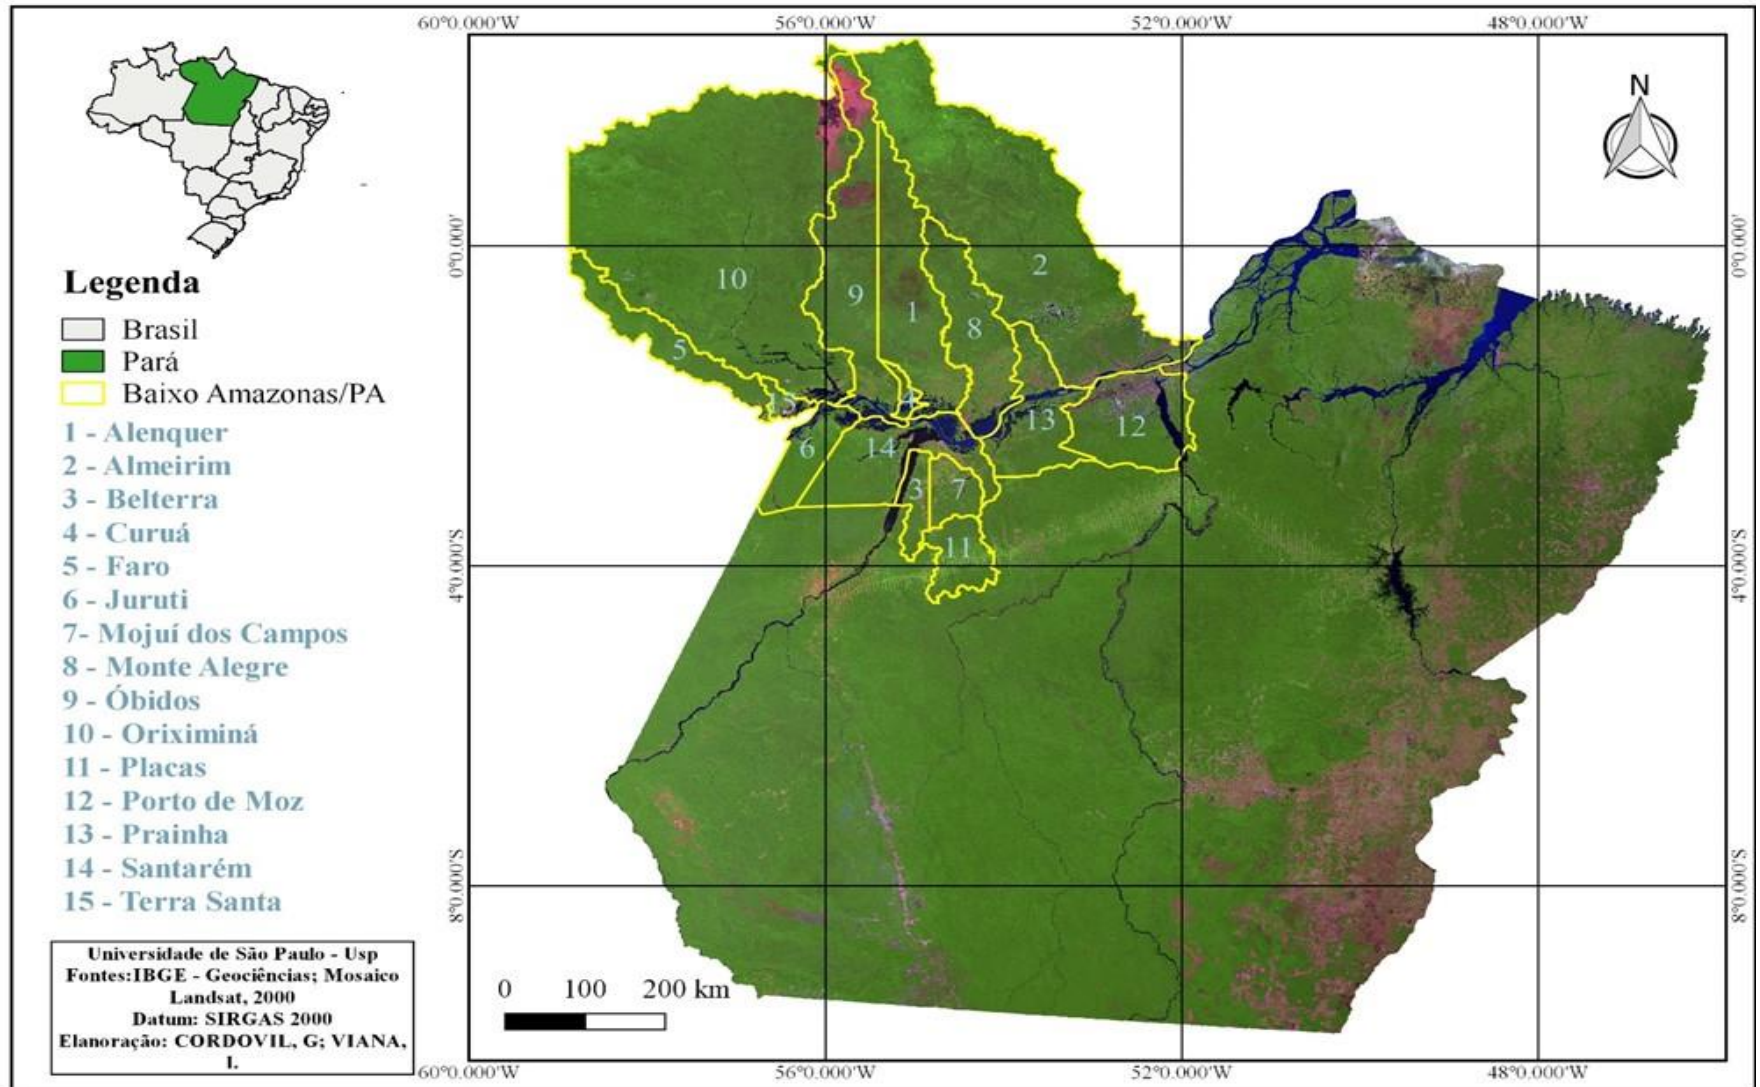 60°0.000'W 56°0.000'W 52°0.000'W 48°0.000'W
N
0°0.000' 0°0.000'
4°0.000'S 4°0.000'S
8°0.000'S 8°0.000'S
10
9
1
8
2
5
15
4
13
12
6
14
3
7
11
Legenda
Brasil
Pará
Baixo Amazonas/PA
1 - Alenquer
2 - Almeirim
3 - Belterra
4 - Curuá
5 - Faro
6 - Juruti
7- Mojuí dos Campos
8 - Monte Alegre
9 - Óbidos
10 - Oriximiná
11 - Placas
12 - Porto de Moz
13 - Prainha
14 - Santarém
15 - Terra Santa
Universidade de São Paulo - Usp
Fontes:IBGE - Geociências; Mosaico
Landsat, 2000
Datum: SIRGAS 2000
Elanoração: CORDOVIL, G; VIANA,
I.
0 100 200 km
60°0.000'W 56°0.000'W 52°0.000'W 48°0.000'W